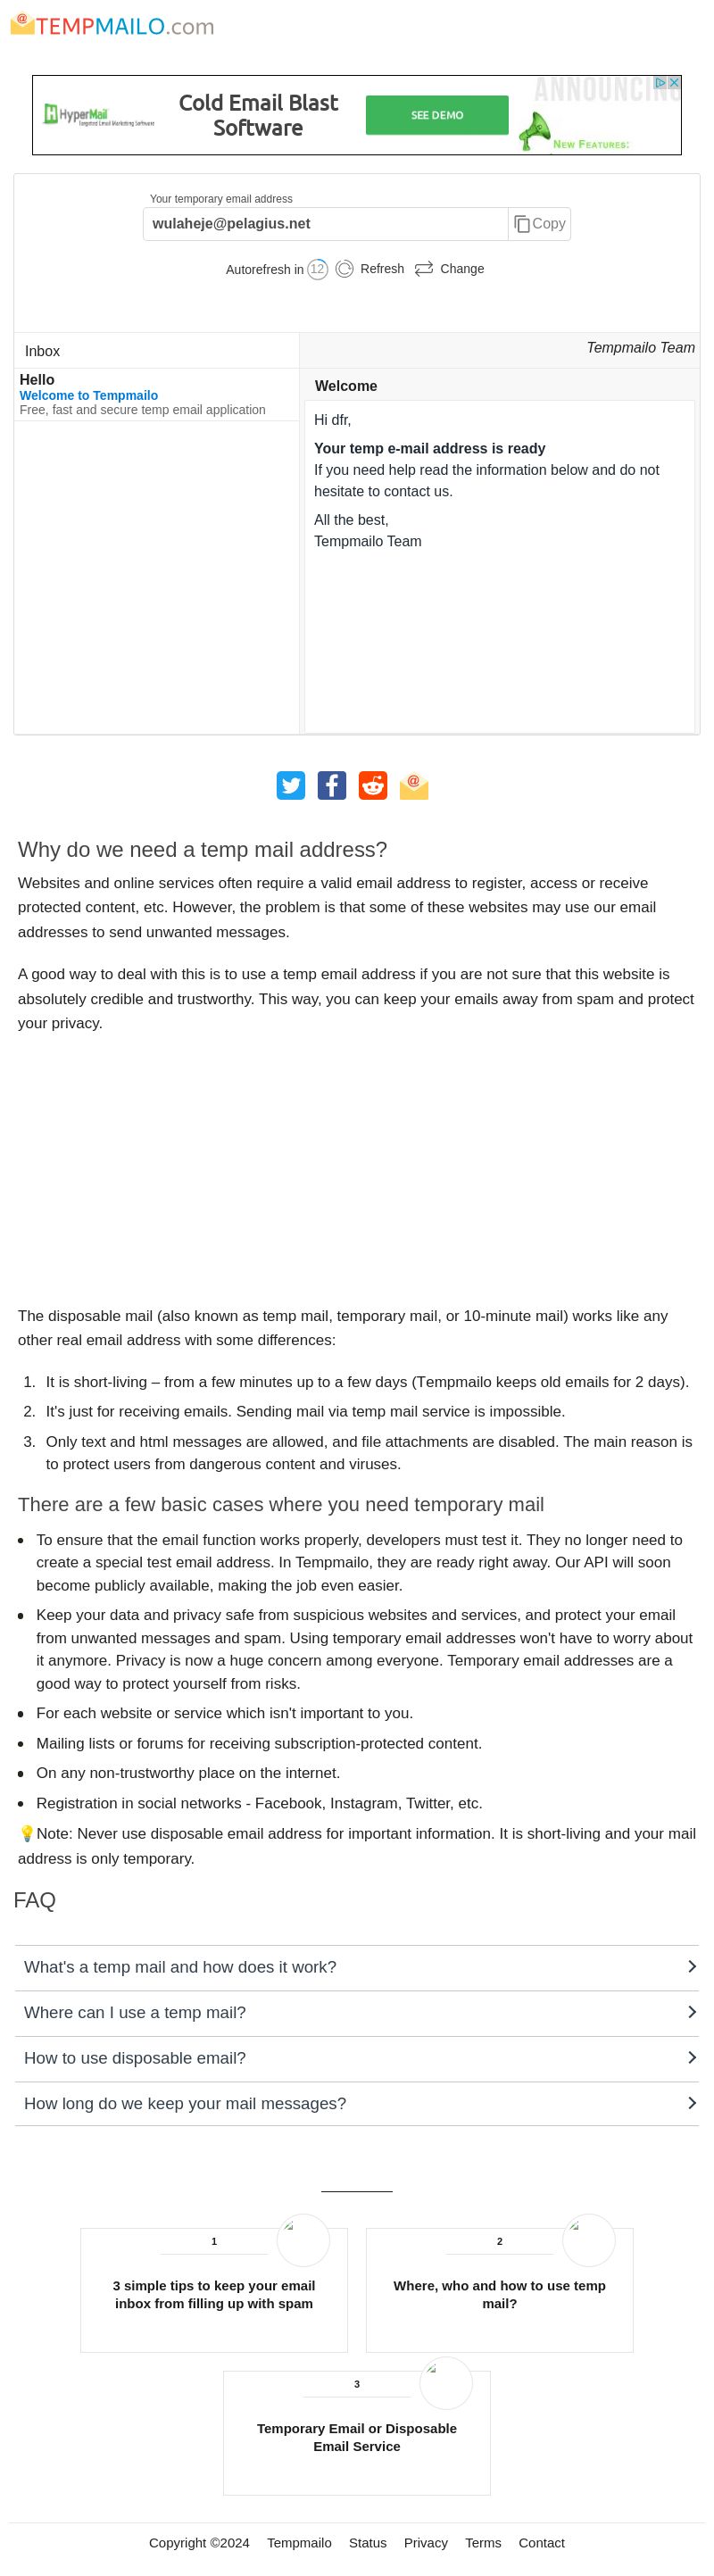 TEMPMAILO.com
HyperMail
Targeted Email Marketing Software
Cold Email Blast
Software
SEE DEMO
ANNOUNCING
New Features:
Your temporary email address
wulaheje@pelagius.net
Copy
Autorefresh in 12 Refresh Change
Inbox
Tempmailo Team
Hello
Welcome to Tempmailo
Free, fast and secure temp email application
Welcome
Hi dfr,
Your temp e-mail address is ready
If you need help read the information below and do not
hesitate to contact us.
All the best,
Tempmailo Team
Why do we need a temp mail address?
Websites and online services often require a valid email address to register, access or receive
protected content, etc. However, the problem is that some of these websites may use our email
addresses to send unwanted messages.
A good way to deal with this is to use a temp email address if you are not sure that this website is
absolutely credible and trustworthy. This way, you can keep your emails away from spam and protect
your privacy.
The disposable mail (also known as temp mail, temporary mail, or 10-minute mail) works like any
other real email address with some differences:
1. It is short-living – from a few minutes up to a few days (Tempmailo keeps old emails for 2 days).
2. It's just for receiving emails. Sending mail via temp mail service is impossible.
3. Only text and html messages are allowed, and file attachments are disabled. The main reason is
to protect users from dangerous content and viruses.
There are a few basic cases where you need temporary mail
• To ensure that the email function works properly, developers must test it. They no longer need to
create a special test email address. In Tempmailo, they are ready right away. Our API will soon
become publicly available, making the job even easier.
• Keep your data and privacy safe from suspicious websites and services, and protect your email
from unwanted messages and spam. Using temporary email addresses won't have to worry about
it anymore. Privacy is now a huge concern among everyone. Temporary email addresses are a
good way to protect yourself from risks.
• For each website or service which isn't important to you.
• Mailing lists or forums for receiving subscription-protected content.
• On any non-trustworthy place on the internet.
• Registration in social networks - Facebook, Instagram, Twitter, etc.
💡Note: Never use disposable email address for important information. It is short-living and your mail
address is only temporary.
FAQ
What's a temp mail and how does it work?
Where can I use a temp mail?
How to use disposable email?
How long do we keep your mail messages?
1
3 simple tips to keep your email
inbox from filling up with spam
2
Where, who and how to use temp
mail?
3
Temporary Email or Disposable
Email Service
Copyright ©2024 Tempmailo Status Privacy Terms Contact